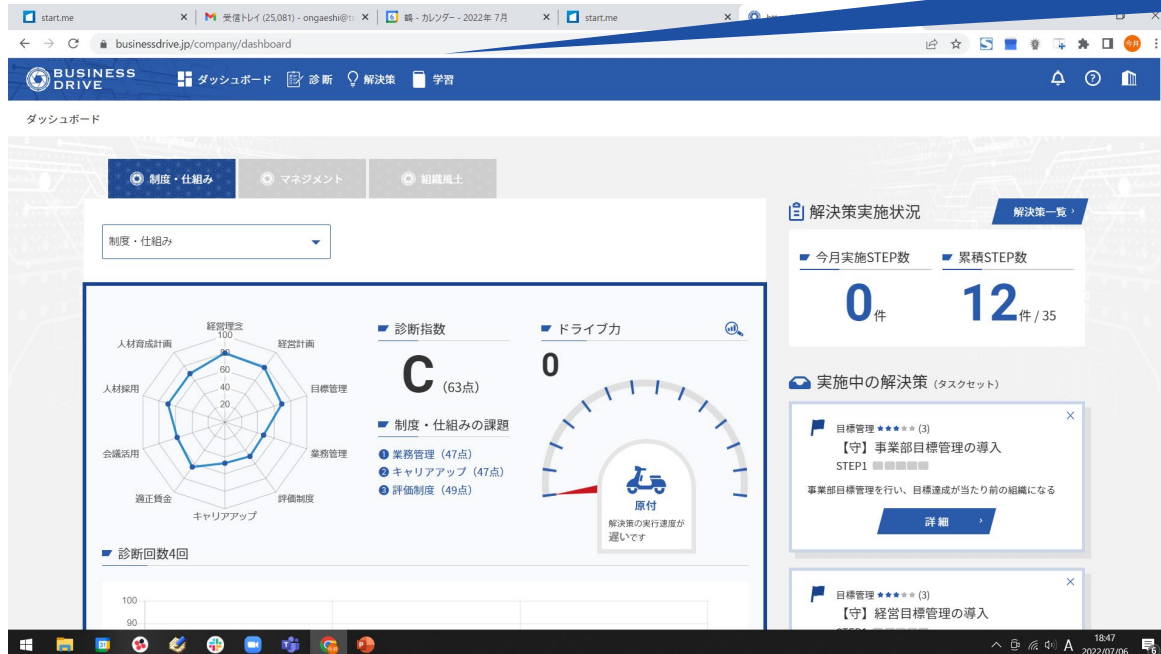 start.me
受信トレイ (25,081) - ongaeshi@
鶴 - カレンダー - 2022年 7月
start.me
businessdrive.jp/company/dashboard
今井
BUSINESS DRIVE
ダッシュボード
診断
解決策
学習
ダッシュボード
制度・仕組み
マネジメント
組織風土
制度・仕組み
経営理念
100
経営計画
人材育成計画
80
60
人材採用
40
目標管理
20
会議活用
業務管理
適正賃金
評価制度
キャリアアップ
診断指数
C (63点)
制度・仕組みの課題
1 業務管理(47点)
2 キャリアアップ(47点)
3 評価制度(49点)
ドライブ力
0
原付
解決策の実行速度が
遅いです
診断回数4回
100
90
解決策実施状況
解決策一覧
今月実施STEP数
0件
累積STEP数
12件 / 35
実施中の解決策 (タスクセット)
目標管理 ★★★★★ (3)
【守】事業部目標管理の導入
STEP1
事業部目標管理を行い、目標達成が当たり前の組織になる
詳細
目標管理 ★★★★★ (3)
【守】経営目標管理の導入
A
18:47
2022/07/06
6